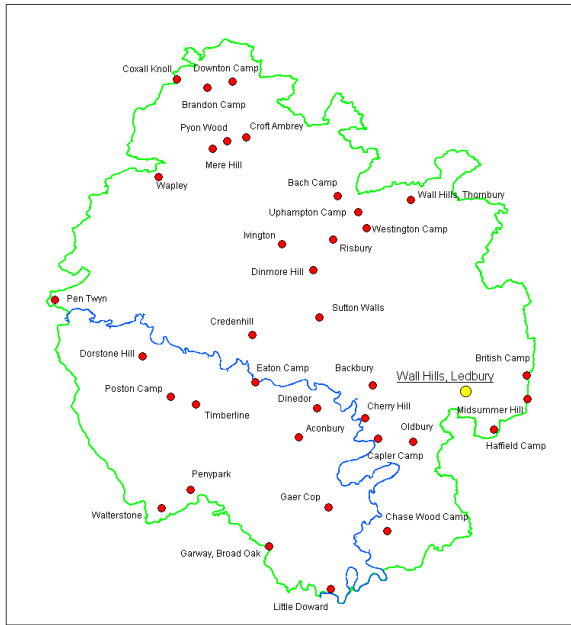 Coxall Knoll
Downton Camp
Brandon Camp
Pyon Wood
Croft Ambrey
Mere Hill
Wapley
Bach Camp
Wall Hills, Thornbury
Uphampton Camp
Westington Camp
Ivington
Risbury
Dinmore Hill
Pen Twyn
Sutton Walls
Credenhill
Dorstone Hill
Eaton Camp
Backbury
British Camp
Wall Hills, Ledbury
Poston Camp
Timberline
Dinedor
Cherry Hill
Midsummer Hill
Aconbury
Oldbury
Haffield Camp
Capler Camp
Penypark
Walterstone
Gaer Cop
Chase Wood Camp
Garway, Broad Oak
Little Doward